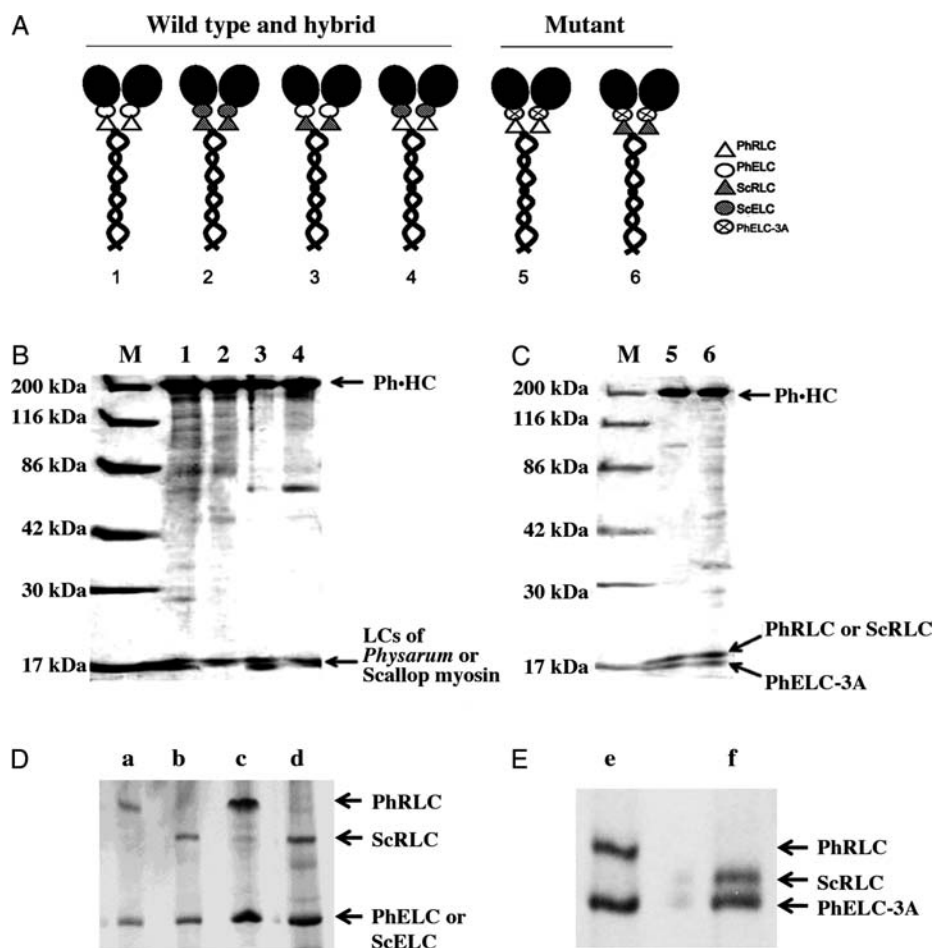 A
Wild type and hybrid
Mutant
PhRLC
PhELC
ScRLC
ScELC
PhELC-3A
1 2 3 4 5 6
B
M 1 2 3 4
200 kDa
Ph•HC
116 kDa
86 kDa
42 kDa
30 kDa
LCs of
Physarum or
Scallop myosin
17 kDa
C
M 5 6
200 kDa
Ph•HC
116 kDa
86 kDa
42 kDa
30 kDa
PhRLC or ScRLC
17 kDa
PhELC-3A
D
a b c d
PhRLC
ScRLC
PhELC or
ScELC
E
e f
PhRLC
ScRLC
PhELC-3A